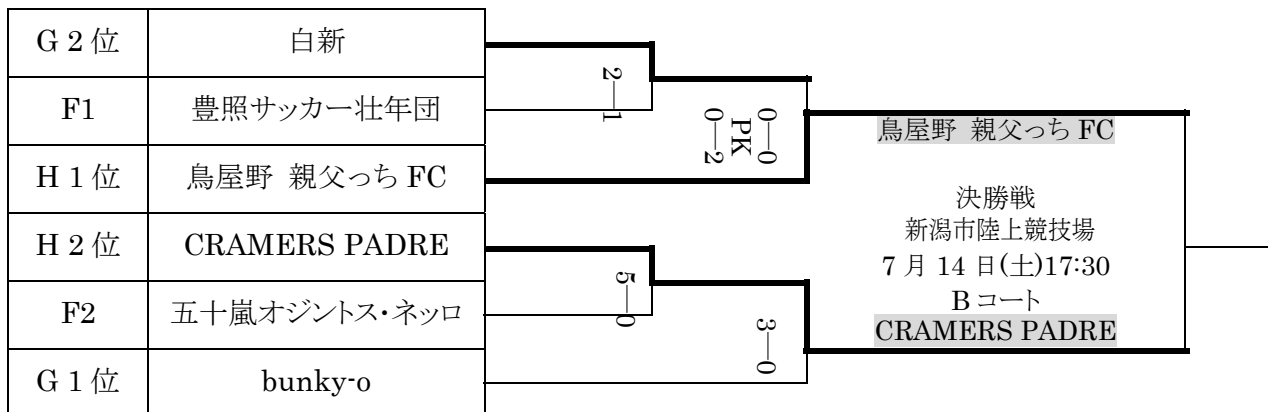 G 2 位 白新
F1 豊照サッカー壮年団
H 1 位 鳥屋野 親父っち FC
H 2 位 CRAMERS PADRE
F2 五十嵐オジントス・ネッロ
G 1 位 bunky-o
2―1
0―0
PK
0―2
5―0
3―0
鳥屋野 親父っち FC
決勝戦
新潟市陸上競技場
7 月 14 日(土)17:30
B コート
CRAMERS PADRE